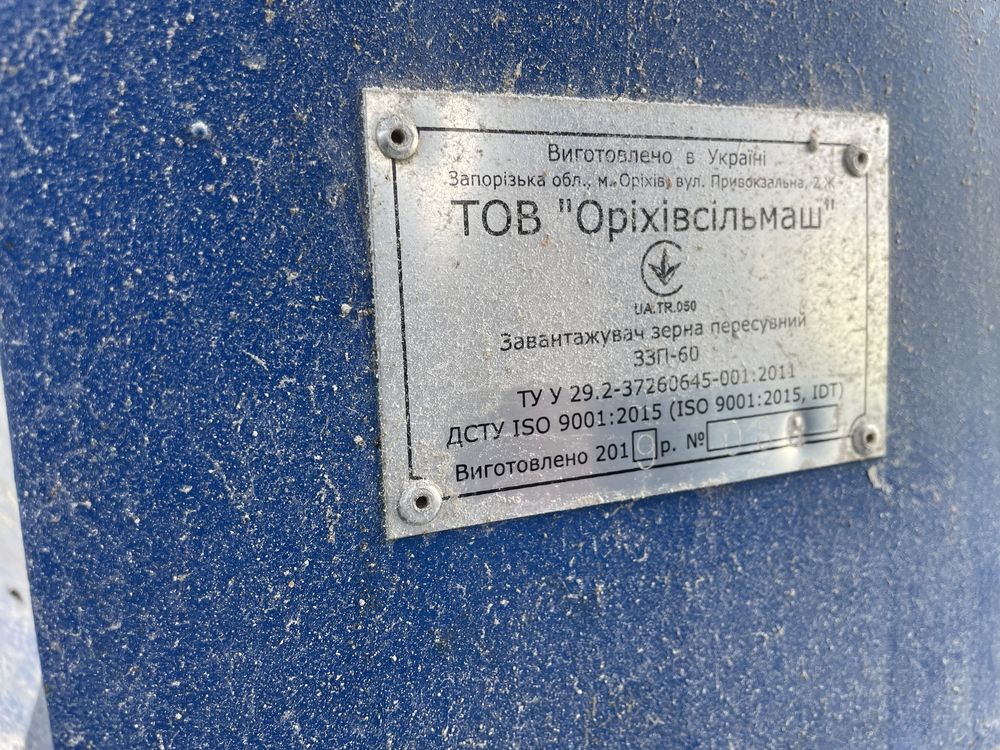 Виготовлено в Україні
Запорізька обл., м. Оріхів, вул. Привокзальна, 2 Ж
ТОВ "Оріхівсільмаш"
UA.TR.050
Завантажувач зерна пересувний
ЗЗП-60
ТУ У 29.2-37260645-001:2011
ДСТУ ISO 9001:2015 (ISO 9001:2015, IDT)
Виготовлено 201 р. №